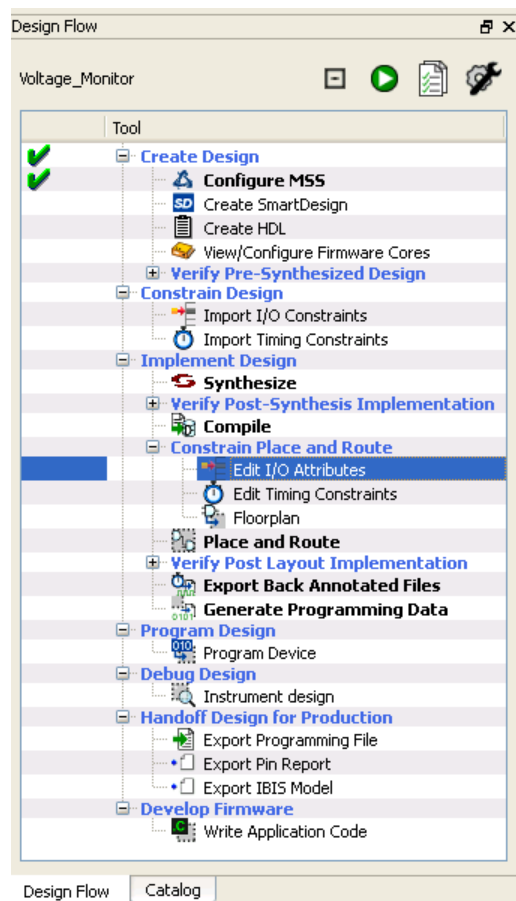 Design Flow
Voltage_Monitor
Tool
Create Design
Configure MSS
SD Create SmartDesign
Create HDL
View/Configure Firmware Cores
Verify Pre-Synthesized Design
Constrain Design
Import I/O Constraints
Import Timing Constraints
Implement Design
Synthesize
Verify Post-Synthesis Implementation
Compile
Constrain Place and Route
Edit I/O Attributes
Edit Timing Constraints
Floorplan
Place and Route
Verify Post Layout Implementation
Export Back Annotated Files
Generate Programming Data
Program Design
Program Device
Debug Design
Instrument design
Handoff Design for Production
Export Programming File
Export Pin Report
Export IBIS Model
Develop Firmware
Write Application Code
Design Flow Catalog